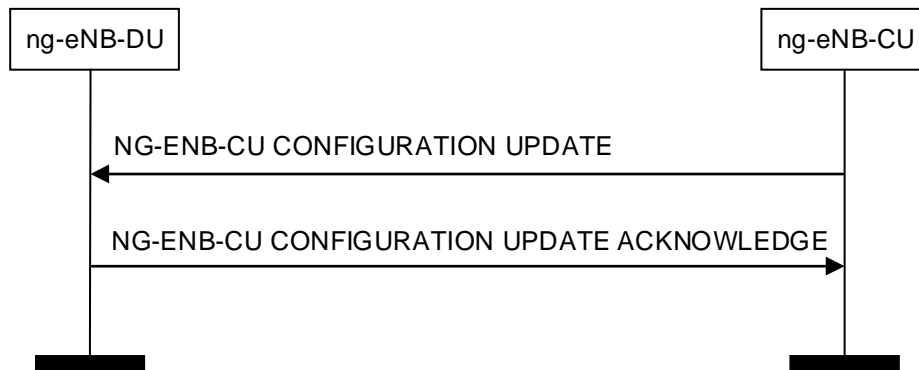 ng-eNB-DU
ng-eNB-CU
NG-ENB-CU CONFIGURATION UPDATE
NG-ENB-CU CONFIGURATION UPDATE ACKNOWLEDGE